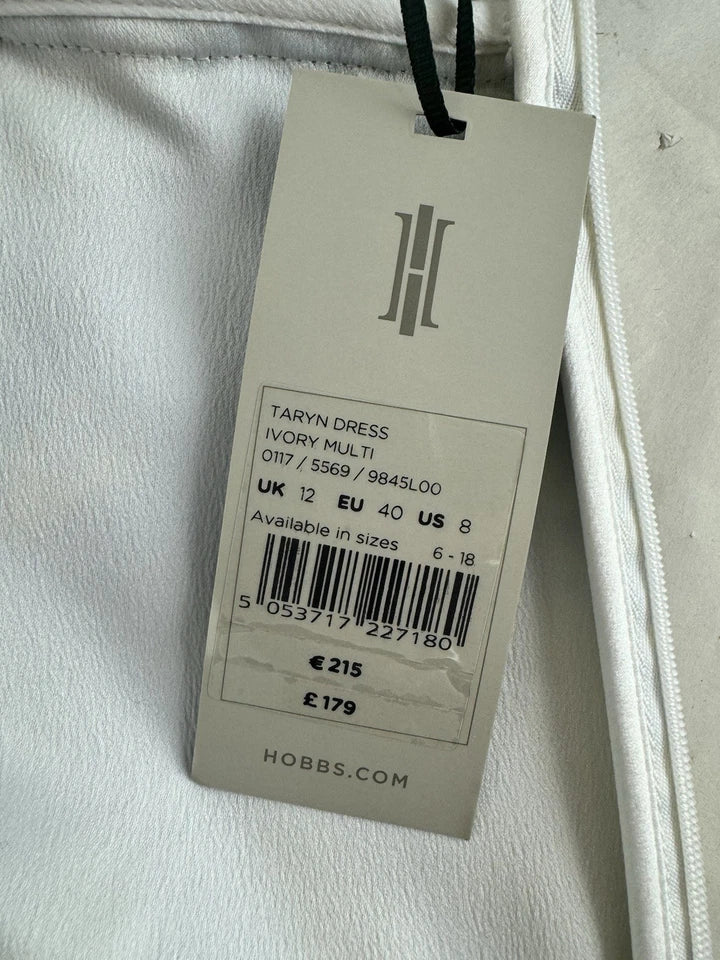 TARYN DRESS
IVORY MULTI
0117 / 5569 / 9845L00
UK 12 EU 40 US 8
Available in sizes 6 - 18
5 053717 227180
€ 215
£ 179
HOBBS.COM